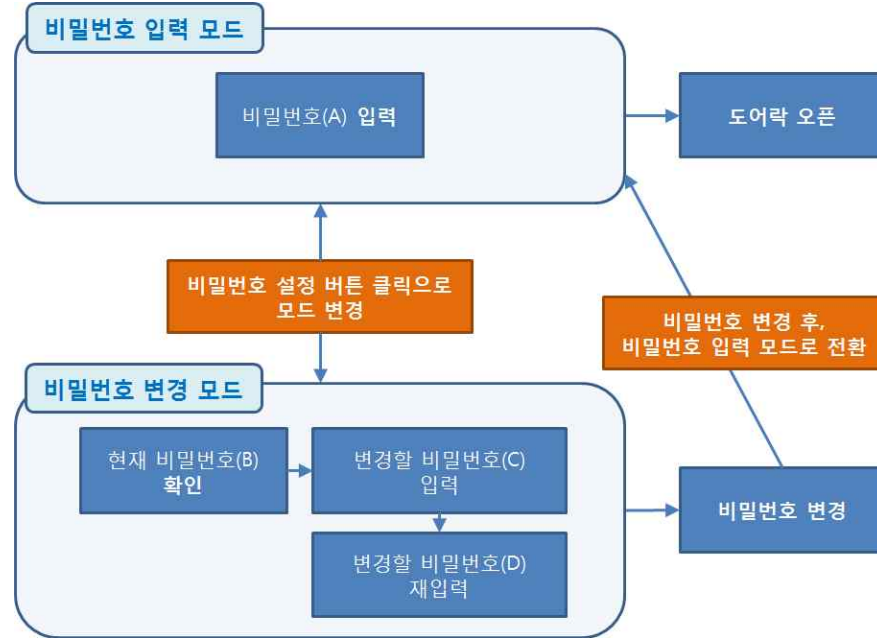 비밀번호 입력 모드
비밀번호(A) 입력
도어락 오픈
비밀번호 설정 버튼 클릭으로
모드 변경
비밀번호 변경 후,
비밀번호 입력 모드로 전환
비밀번호 변경 모드
현재 비밀번호(B)
확인
변경할 비밀번호(C)
입력
비밀번호 변경
변경할 비밀번호(D)
재입력